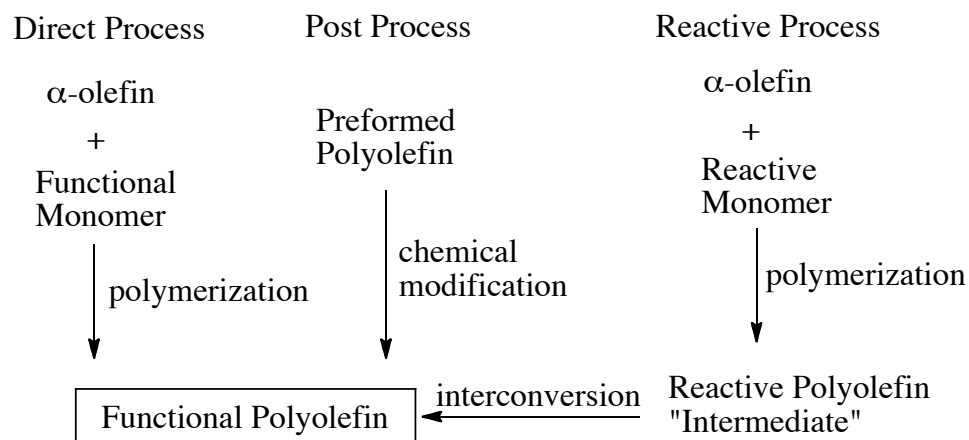 Direct Process
α-olefin
+
Functional
Monomer
polymerization
Post Process
Preformed
Polyolefin
chemical
modification
Reactive Process
α-olefin
+
Reactive
Monomer
polymerization
Reactive Polyolefin
"Intermediate"
interconversion
Functional Polyolefin